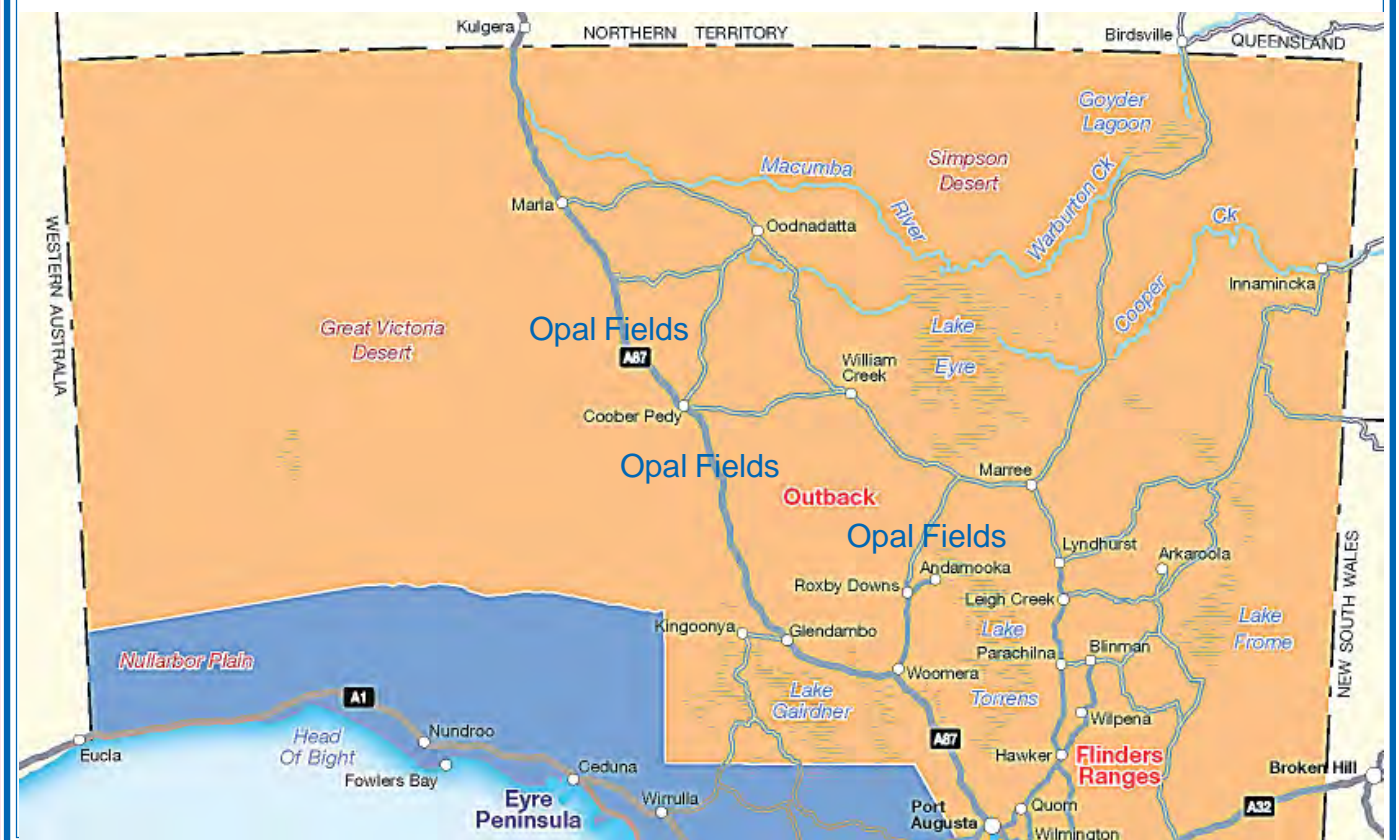 Kulgera
NORTHERN TERRITORY
Birdsville
QUEENSLAND
Goyder
Lagoon
Macumba
River
Simpson
Desert
Warburton Ck
Marla
Oodnadatta
Cooper
Ck
Innamincka
WESTERN AUSTRALIA
Great Victoria
Desert
Opal Fields
A87
Lake
Eyre
William
Creek
Coober Pedy
Opal Fields
Outback
Marree
Opal Fields
Lyndhurst
Arkaroola
Andamooka
Roxby Downs
Leigh Creek
NEW SOUTH WALES
Kingoonya
Glendambo
Lake
Torrens
Parachilna
Blinman
Lake
Frome
Nullarbor Plain
Woomera
Lake
Gairdner
Wilpena
A1
Nundroo
Head
Of Bight
Eucla
Fowlers Bay
Ceduna
A87
Hawker
Flinders
Ranges
Broken Hill
Eyre
Peninsula
Wirrulla
Port
Augusta
Quorn
A32
Wilmington